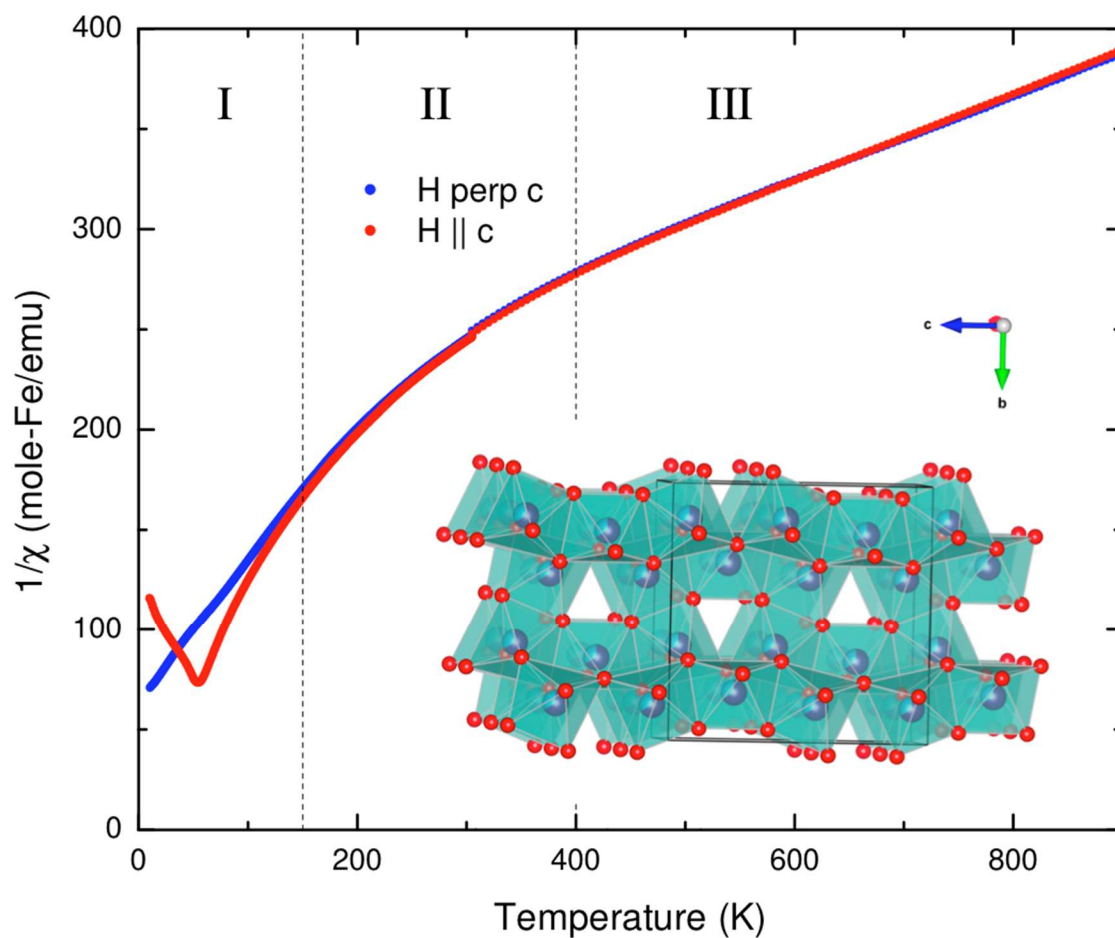 400
I
II
III
H perp c
H || c
300
c
b
200
100
0
1/χ (mole-Fe/emu)
0 200 400 600 800
Temperature (K)